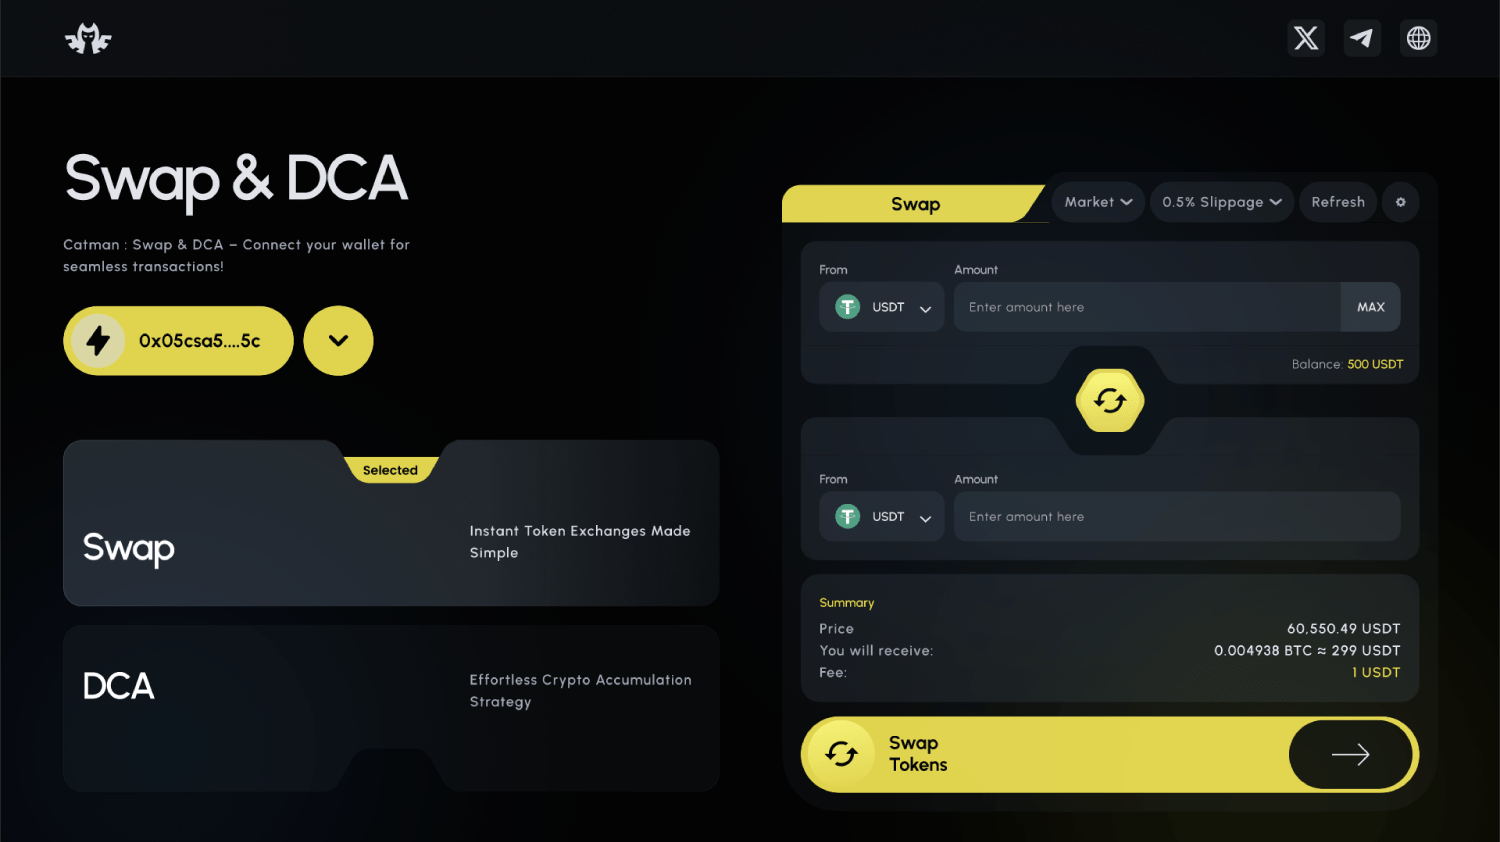 Swap & DCA
Catman : Swap & DCA – Connect your wallet for
seamless transactions!
0x05csa5....5c
Selected
Swap
Instant Token Exchanges Made
Simple
DCA
Effortless Crypto Accumulation
Strategy
Swap
Market
0.5% Slippage
Refresh
From
Amount
USDT
Enter amount here
MAX
Balance: 500 USDT
From
Amount
USDT
Enter amount here
Summary
Price
60,550.49 USDT
You will receive:
0.004938 BTC ≈ 299 USDT
Fee:
1 USDT
Swap
Tokens